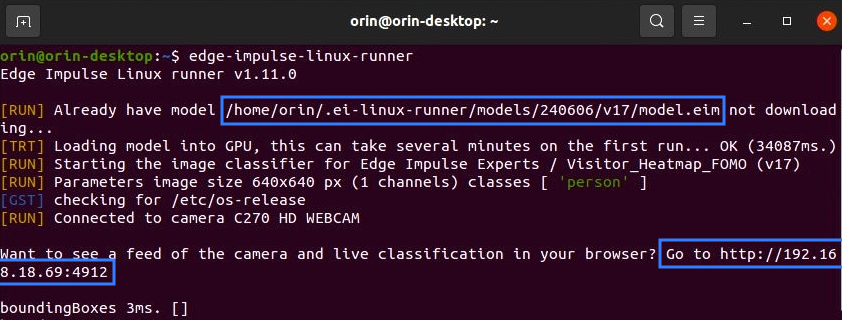 orin@orin-desktop: ~
orin@orin-desktop:~$ edge-impulse-linux-runner
Edge Impulse Linux runner v1.11.0
[RUN] Already have model /home/orin/.ei-linux-runner/models/240606/v17/model.eim not download
ing...
[TRT] Loading model into GPU, this can take several minutes on the first run... OK (34087ms.)
[RUN] Starting the image classifier for Edge Impulse Experts / Visitor_Heatmap_FOMO (v17)
[RUN] Parameters image size 640x640 px (1 channels) classes [ 'person' ]
[GST] checking for /etc/os-release
[RUN] Connected to camera C270 HD WEBCAM
Want to see a feed of the camera and live classification in your browser? Go to http://192.16
8.18.69:4912
boundingBoxes 3ms. []